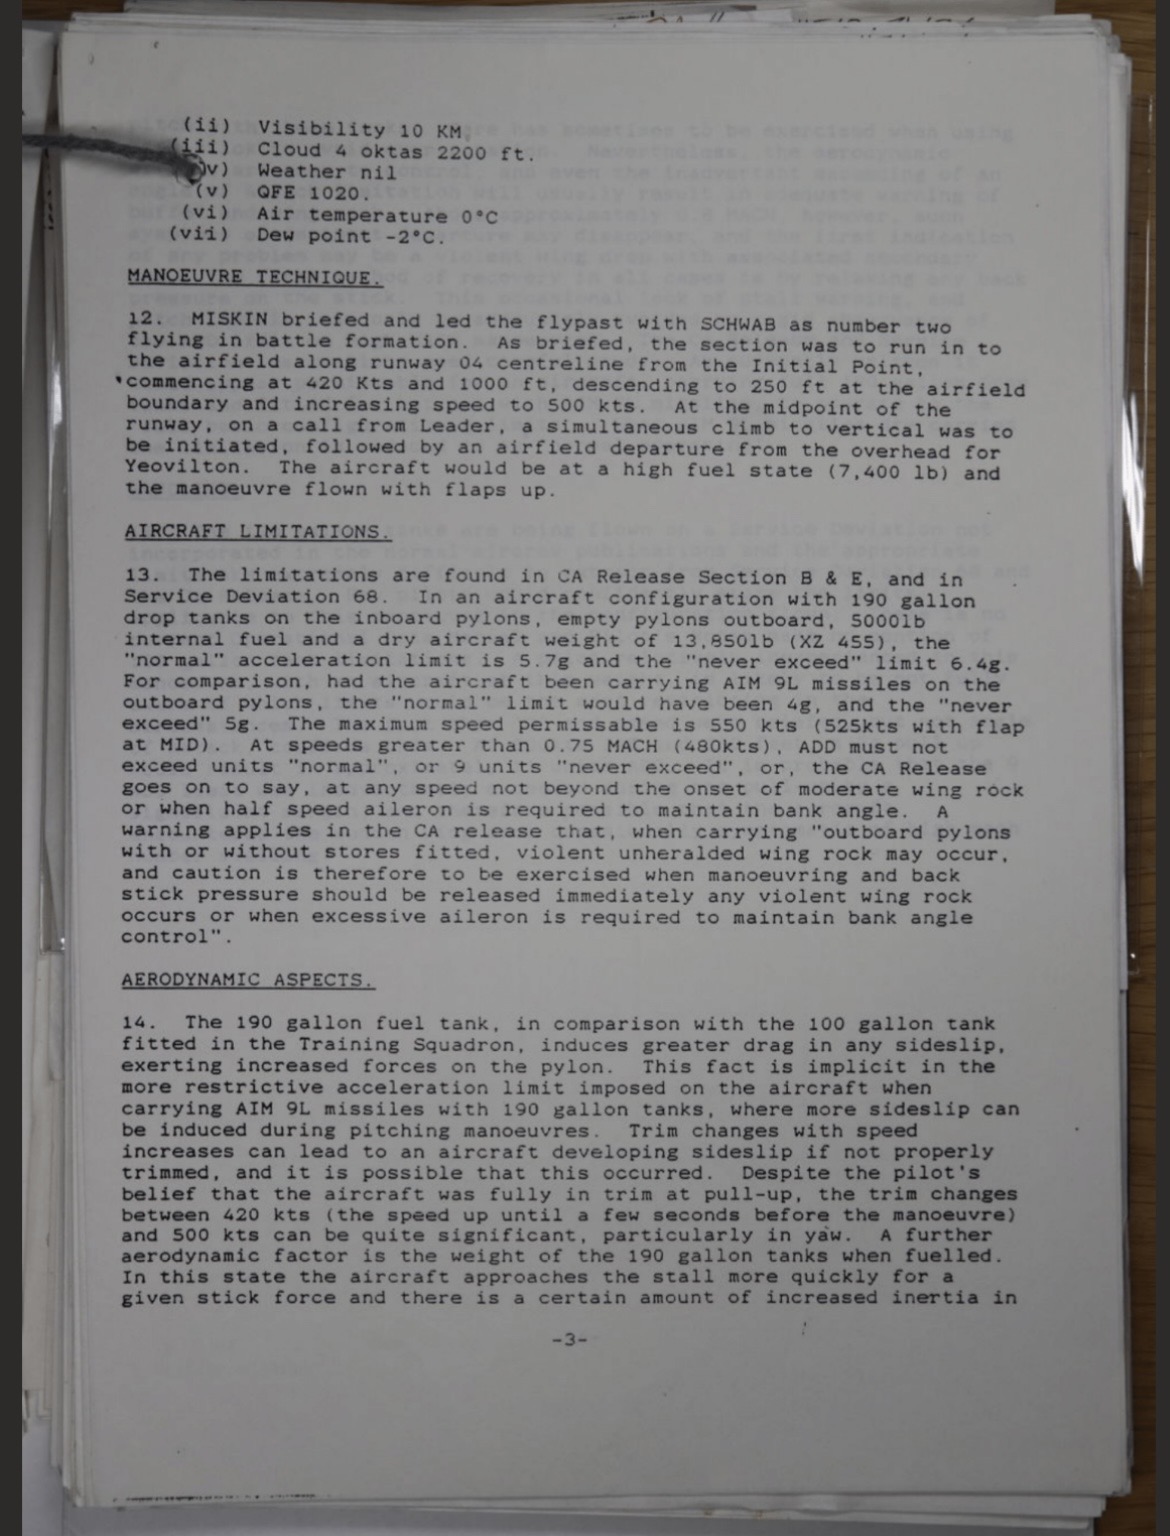 (ii) Visibility 10 KM.
(iii) Cloud 4 oktas 2200 ft.
v) Weather nil
(v) QFE 1020.
(vi) Air temperature 0°C
(vii) Dew point -2°C.
MANOEUVRE TECHNIQUE.
12. MISKIN briefed and led the flypast with SCHWAB as number two
flying in battle formation. As briefed, the section was to run in to
the airfield along runway 04 centreline from the Initial Point,
commencing at 420 Kts and 1000 ft, descending to 250 ft at the airfield
boundary and increasing speed to 500 kts. At the midpoint of the
runway, on a call from Leader, a simultaneous climb to vertical was to
be initiated, followed by an airfield departure from the overhead for
Yeovilton. The aircraft would be at a high fuel state (7,400 lb) and
the manoeuvre flown with flaps up.
AIRCRAFT LIMITATIONS.
13. The limitations are found in CA Release Section B & E, and in
Service Deviation 68. In an aircraft configuration with 190 gallon
drop tanks on the inboard pylons, empty pylons outboard, 5000lb
internal fuel and a dry aircraft weight of 13,850lb (XZ 455), the
"normal" acceleration limit is 5.7g and the "never exceed" limit 6.4g.
For comparison, had the aircraft been carrying AIM 9L missiles on the
outboard pylons, the "normal" limit would have been 4g, and the "never
exceed" 5g. The maximum speed permissable is 550 kts (525kts with flap
at MID). At speeds greater than 0.75 MACH (480kts), ADD must not
exceed units "normal", or 9 units "never exceed", or, the CA Release
goes on to say, at any speed not beyond the onset of moderate wing rock
or when half speed aileron is required to maintain bank angle. A
warning applies in the CA release that, when carrying "outboard pylons
with or without stores fitted, violent unheralded wing rock may occur,
and caution is therefore to be exercised when manoeuvring and back
stick pressure should be released immediately any violent wing rock
occurs or when excessive aileron is required to maintain bank angle
control".
AERODYNAMIC ASPECTS.
14. The 190 gallon fuel tank, in comparison with the 100 gallon tank
fitted in the Training Squadron, induces greater drag in any sideslip,
exerting increased forces on the pylon. This fact is implicit in the
more restrictive acceleration limit imposed on the aircraft when
carrying AIM 9L missiles with 190 gallon tanks, where more sideslip can
be induced during pitching manoeuvres. Trim changes with speed
increases can lead to an aircraft developing sideslip if not properly
trimmed, and it is possible that this occurred. Despite the pilot's
belief that the aircraft was fully in trim at pull-up, the trim changes
between 420 kts (the speed up until a few seconds before the manoeuvre)
and 500 kts can be quite significant, particularly in yaw. A further
aerodynamic factor is the weight of the 190 gallon tanks when fuelled.
In this state the aircraft approaches the stall more quickly for a
given stick force and there is a certain amount of increased inertia in
-3-